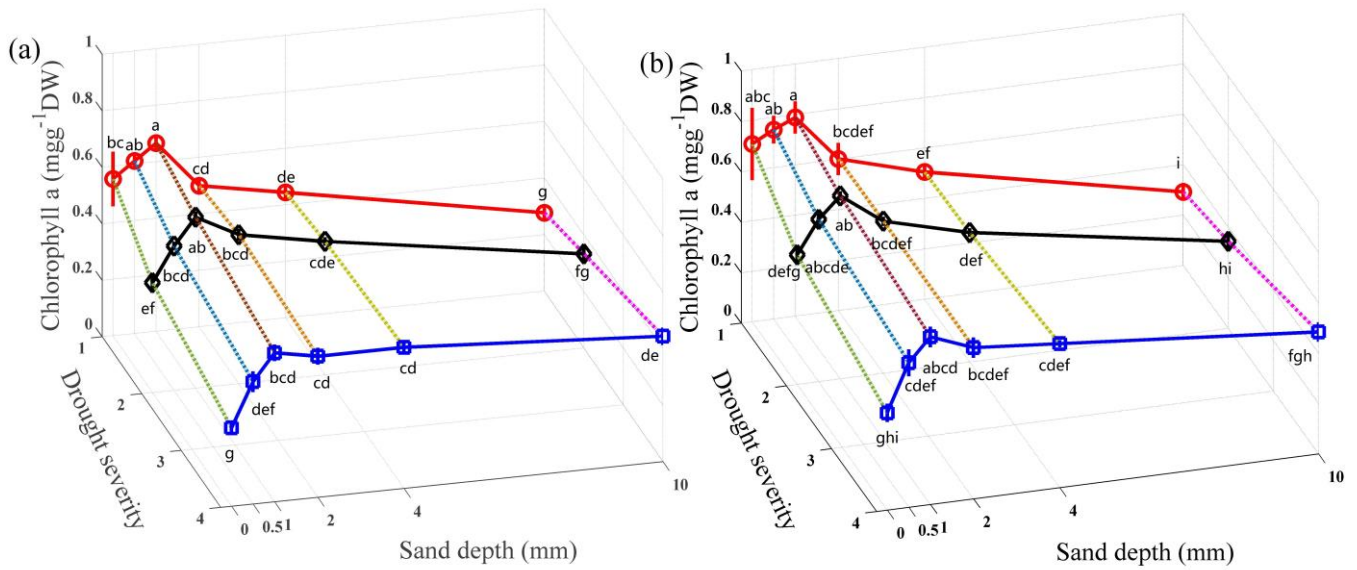 (a)
Chlorophyll a (mgg-1DW)
1
0.8
0.6
0.4
0.2
0
bc
ab
a
cd
de
g
ef
bcd
ab
bcd
cde
fg
g
def
bcd
cd
cd
de
1
2
3
4
Drought severity
0
0.5
1
2
4
10
Sand depth (mm)
(b)
Chlorophyll a (mgg-1DW)
1
0.8
0.6
0.4
0.2
0
abc
ab
a
bcdef
ef
i
defg
abcde
ab
bcdef
def
hi
ghi
cdef
abcd
bcdef
cdef
fgh
1
2
3
4
Drought severity
0
0.5
1
2
4
10
Sand depth (mm)